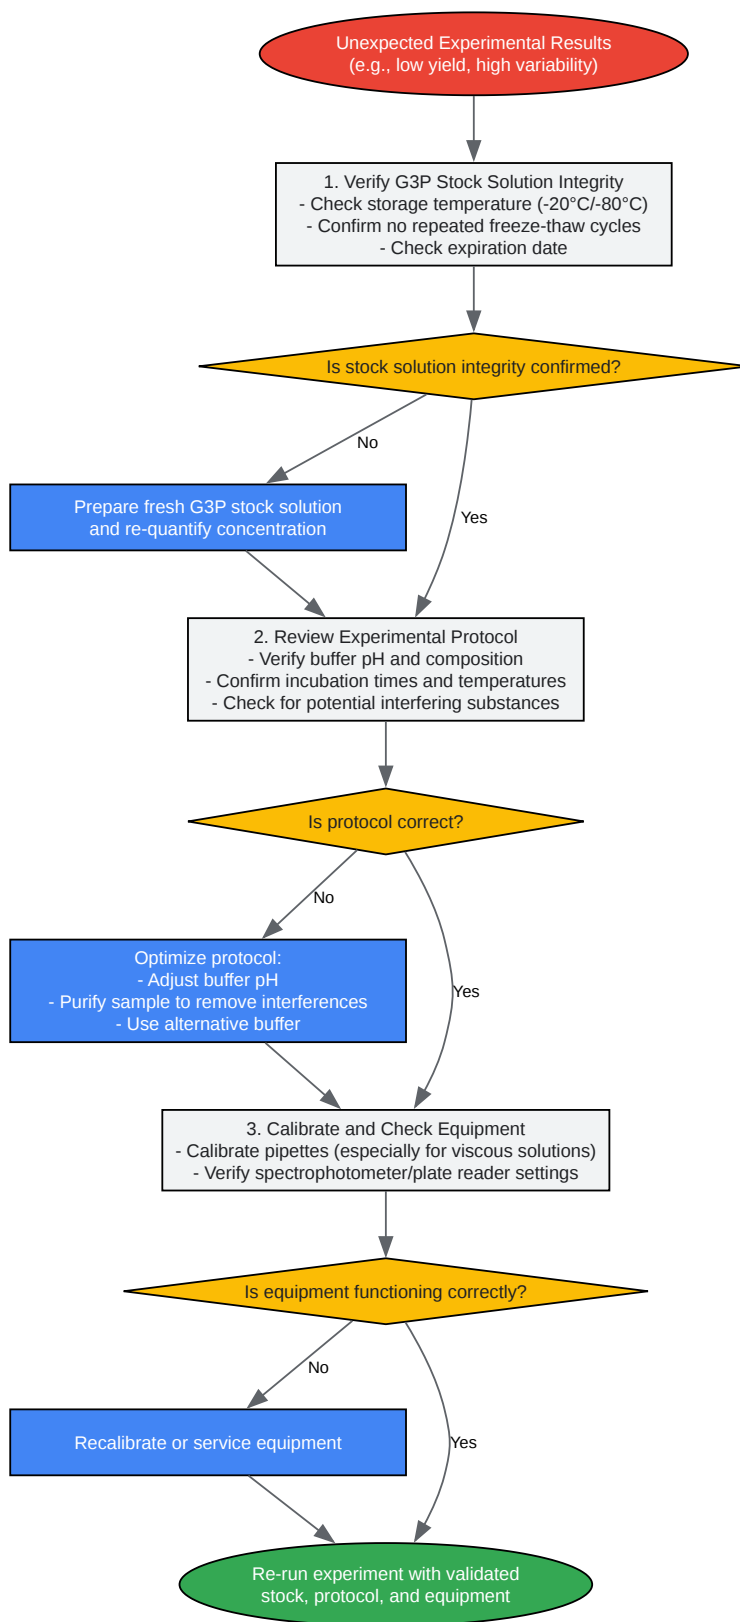 Unexpected Experimental Results
(e.g., low yield, high variability)
1. Verify G3P Stock Solution Integrity
- Check storage temperature (-20°C/-80°C)
- Confirm no repeated freeze-thaw cycles
- Check expiration date
Is stock solution integrity confirmed?
No
Prepare fresh G3P stock solution
and re-quantify concentration
Yes
2. Review Experimental Protocol
- Verify buffer pH and composition
- Confirm incubation times and temperatures
- Check for potential interfering substances
Is protocol correct?
No
Optimize protocol:
- Adjust buffer pH
- Purify sample to remove interferences
- Use alternative buffer
Yes
3. Calibrate and Check Equipment
- Calibrate pipettes (especially for viscous solutions)
- Verify spectrophotometer/plate reader settings
Is equipment functioning correctly?
No
Recalibrate or service equipment
Yes
Re-run experiment with validated
stock, protocol, and equipment